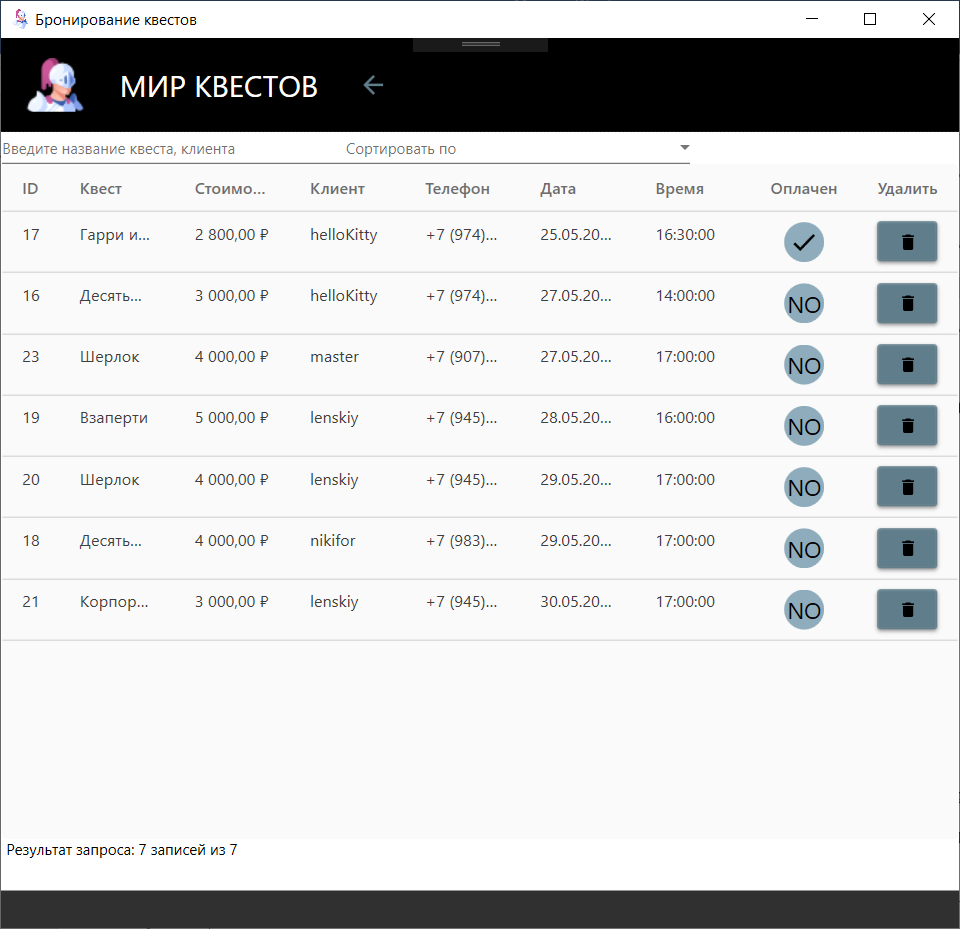 Бронирование квестов
МИР КВЕСТОВ
Введите название квеста, клиента Сортировать по
ID Квест Стоимо... Клиент Телефон Дата Время Оплачен Удалить
17 Гарри и... 2 800,00 ₽ helloKitty +7 (974)... 25.05.20... 16:30:00
16 Десять... 3 000,00 ₽ helloKitty +7 (974)... 27.05.20... 14:00:00 NO
23 Шерлок 4 000,00 ₽ master +7 (907)... 27.05.20... 17:00:00 NO
19 Взаперти 5 000,00 ₽ lenskiy +7 (945)... 28.05.20... 16:00:00 NO
20 Шерлок 4 000,00 ₽ lenskiy +7 (945)... 29.05.20... 17:00:00 NO
18 Десять... 4 000,00 ₽ nikifor +7 (983)... 29.05.20... 17:00:00 NO
21 Корпор... 3 000,00 ₽ lenskiy +7 (945)... 30.05.20... 17:00:00 NO
Результат запроса: 7 записей из 7